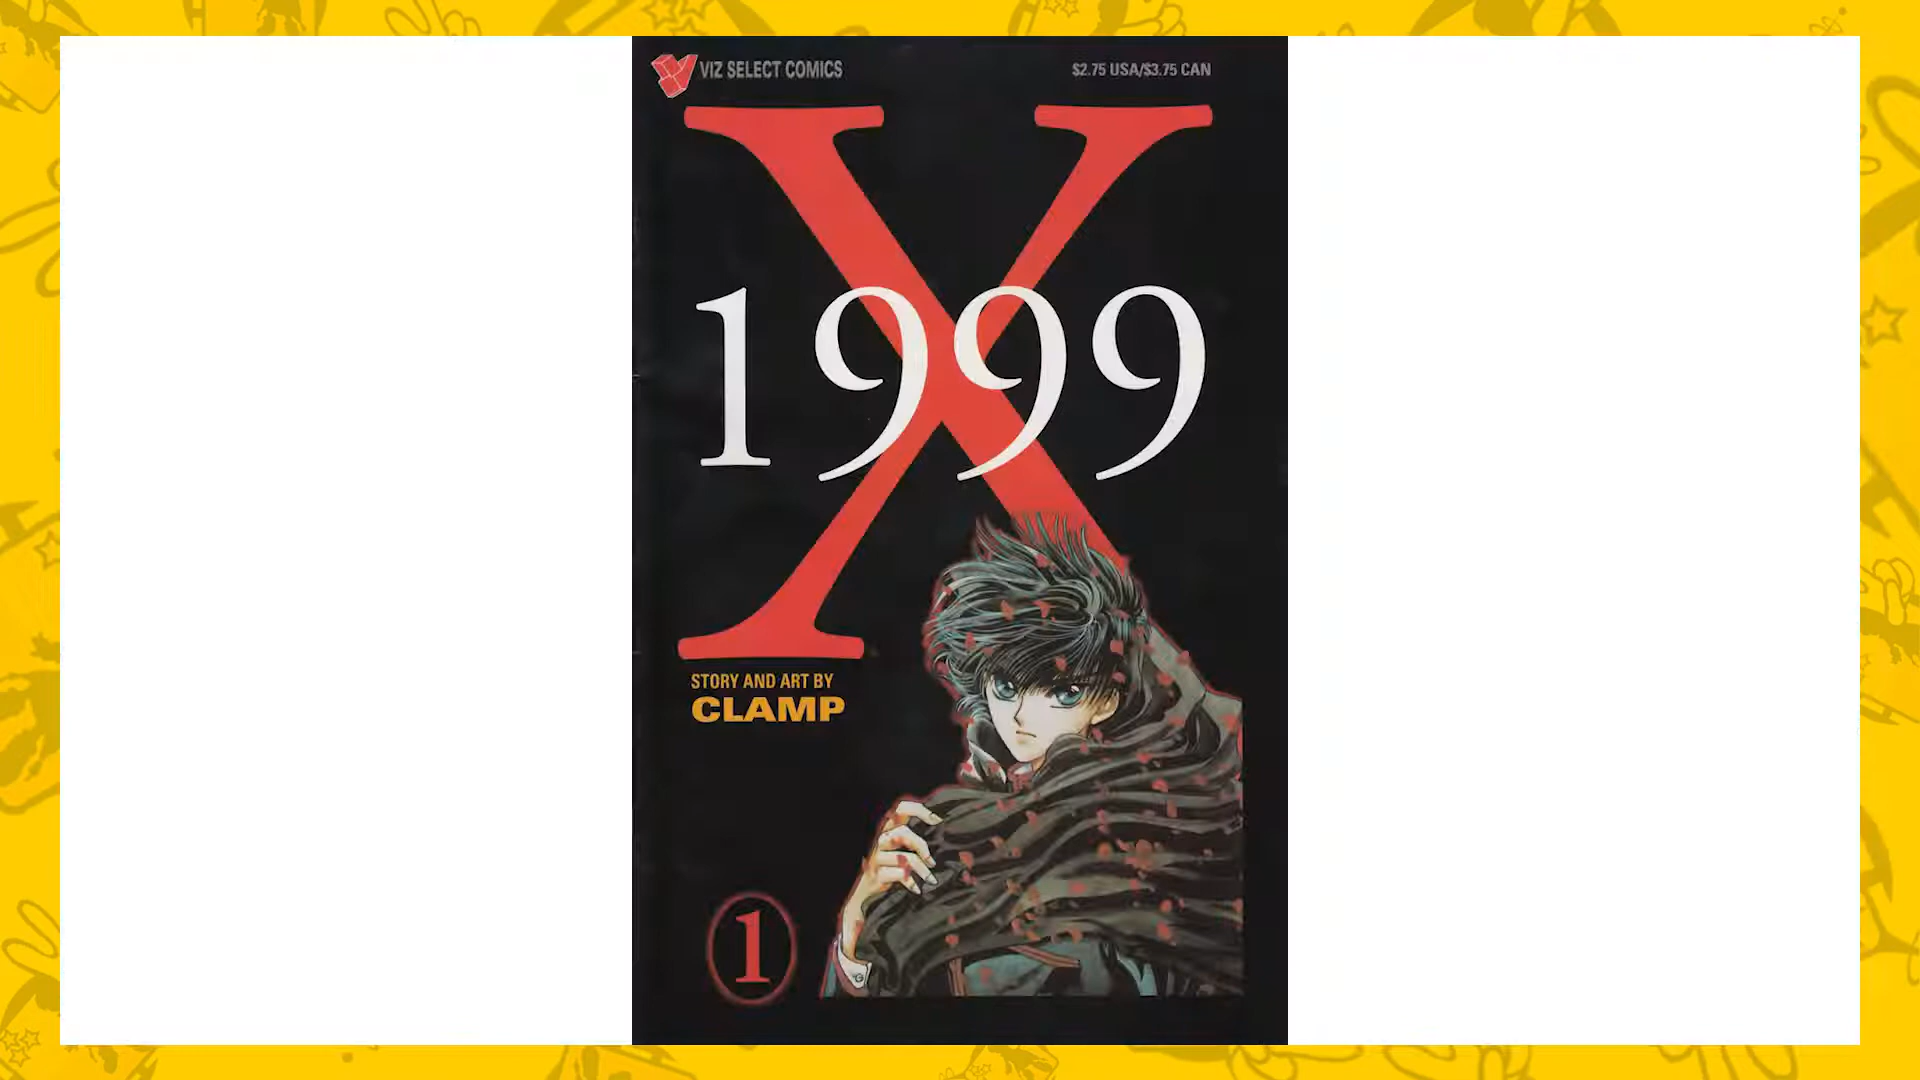 VIZ SELECT COMICS
$2.75 USA/$3.75 CAN
X
1999
STORY AND ART BY
CLAMP
1